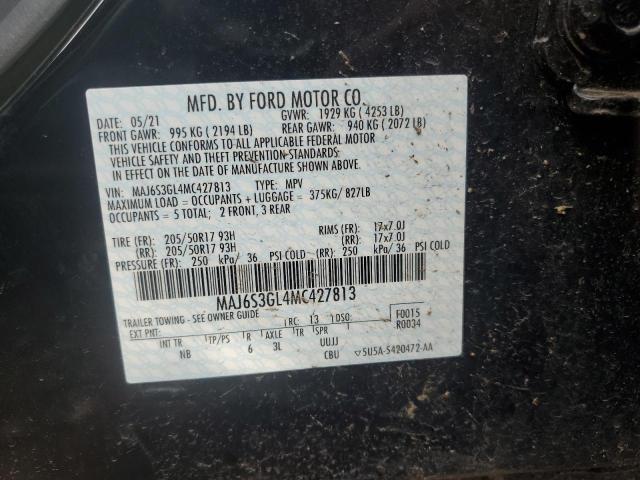 MFD. BY FORD MOTOR CO.
DATE: 05/21 GVWR: 1929 KG ( 4253 LB)
FRONT GAWR: 995 KG ( 2194 LB) REAR GAWR: 940 KG ( 2072 LB)
THIS VEHICLE CONFORMS TO ALL APPLICABLE FEDERAL MOTOR
VEHICLE SAFETY AND THEFT PREVENTION STANDARDS
IN EFFECT ON THE DATE OF MANUFACTURE SHOWN ABOVE.
VIN: MAJ6S3GL4MC427813 TYPE: MPV
MAXIMUM LOAD = OCCUPANTS + LUGGAGE = 375KG/ 827LB
OCCUPANTS = 5 TOTAL; 2 FRONT, 3 REAR
TIRE (FR): 205/50R17 93H RIMS (FR): 17x7.0J
(RR): 205/50R17 93H (RR): 17x7.0J
PRESSURE (FR): 250 kPa/ 36 PSI COLD (RR): 250 kPa/ 36 PSI COLD
MAJ6S3GL4MC427813
TRAILER TOWING - SEE OWNER GUIDE F0015
EXT PNT: RC: 13 DSO: R0034
INT TR TP/PS R AXLE TR SPR
NB 6 3L UUJJ
CBU ▽5U5A-S420472-AA